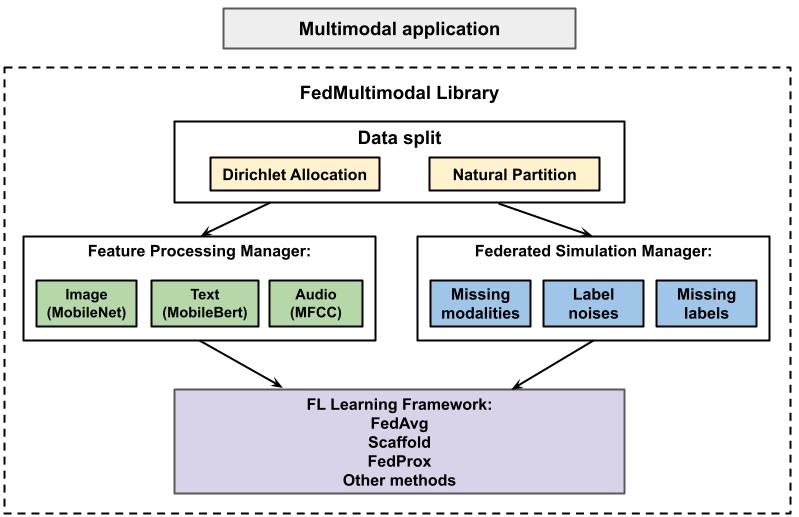 Multimodal application
FedMultimodal Library
Data split
Dirichlet Allocation
Natural Partition
Feature Processing Manager:
Image
(MobileNet)
Text
(MobileBert)
Audio
(MFCC)
Federated Simulation Manager:
Missing
modalities
Label
noises
Missing
labels
FL Learning Framework:
FedAvg
Scaffold
FedProx
Other methods